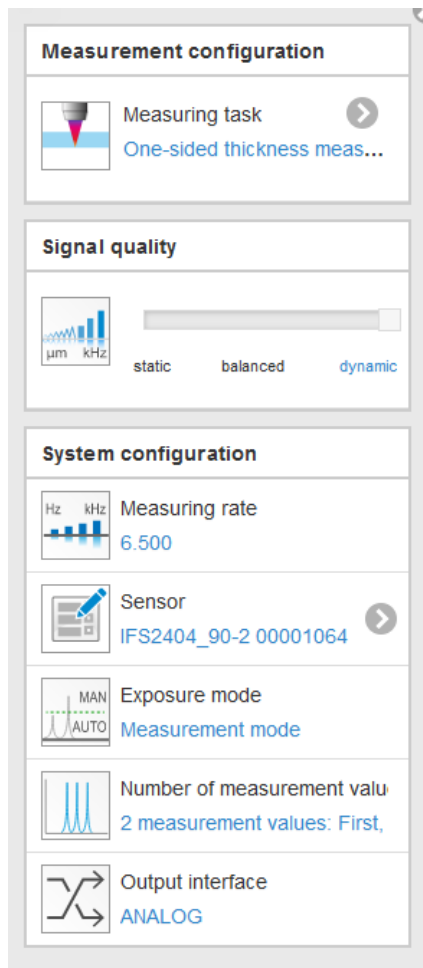 Measurement configuration
Measuring task
One-sided thickness meas...
Signal quality
µm kHz
static balanced dynamic
System configuration
Hz kHz
Measuring rate
6.500
Sensor
IFS2404_90-2 00001064
MAN
AUTO
Exposure mode
Measurement mode
Number of measurement valu
2 measurement values: First,
Output interface
ANALOG